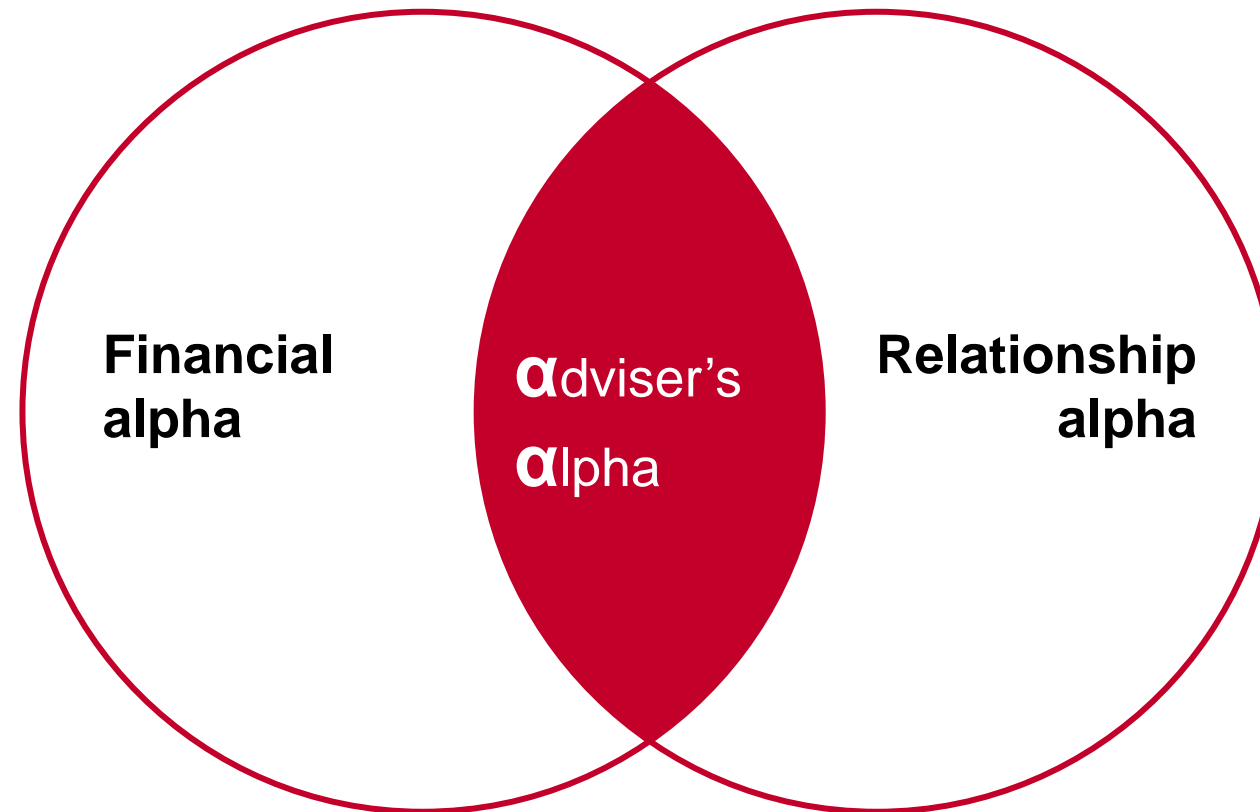 Financial
alpha
αdviser’s
αlpha
Relationship
alpha